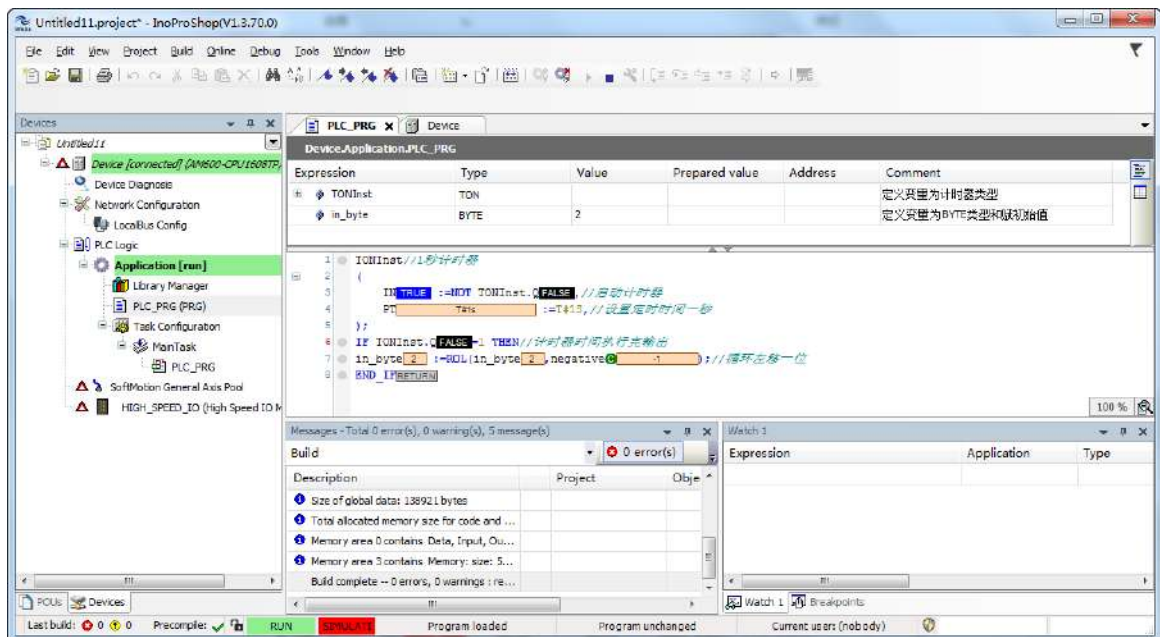 Untitled11.project* - InoProShop(V1.3.70.0)
File Edit View Project Build Online Debug Tools Window Help
Devices
PLC_PRG Device
Untitled11
Device [connected] (AM600-CPU1608TP/
Device Diagnosis
Network Configuration
LocalBus Config
PLC Logic
Application [run]
Library Manager
PLC_PRG (PRG)
Task Configuration
MainTask
PLC_PRG
SoftMotion General Axis Pool
HIGH_SPEED_IO (High Speed IO M
POUs Devices
Device.Application.PLC_PRG
Expression Type Value Prepared value Address Comment
TONInst TON 定义变量为计时器类型
in_byte BYTE 2 定义变量为BYTE类型和赋初始值
1 TONInst//1秒计时器
2 (
3 IN TRUE :=NOT TONInst.Q FALSE ,//启动计时器
4 PT T#1s :=T#1S,//设置定时时间一秒
5 );
6 IF TONInst.Q FALSE =1 THEN//计时器时间执行完输出
7 in_byte 2 :=ROL(in_byte 2 ,negative -1 );//循环左移一位
8 END_IF RETURN
100 %
Messages - Total 0 error(s), 0 warning(s), 5 message(s)
Build 0 error(s)
Description Project Obje
Size of global data: 138921 bytes
Total allocated memory size for code and ...
Memory area 0 contains Data, Input, Ou...
Memory area 3 contains Memory: size: 5...
Build complete -- 0 errors, 0 warnings : re...
Watch 1
Expression Application Type
Watch 1 Breakpoints
Last build: 0 0 Precompile: RUN SIMULATE Program loaded Program unchanged Current user: (nobody)